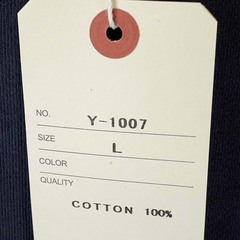 NO. Y-1007
SIZE L
COLOR
QUALITY
COTTON 100%